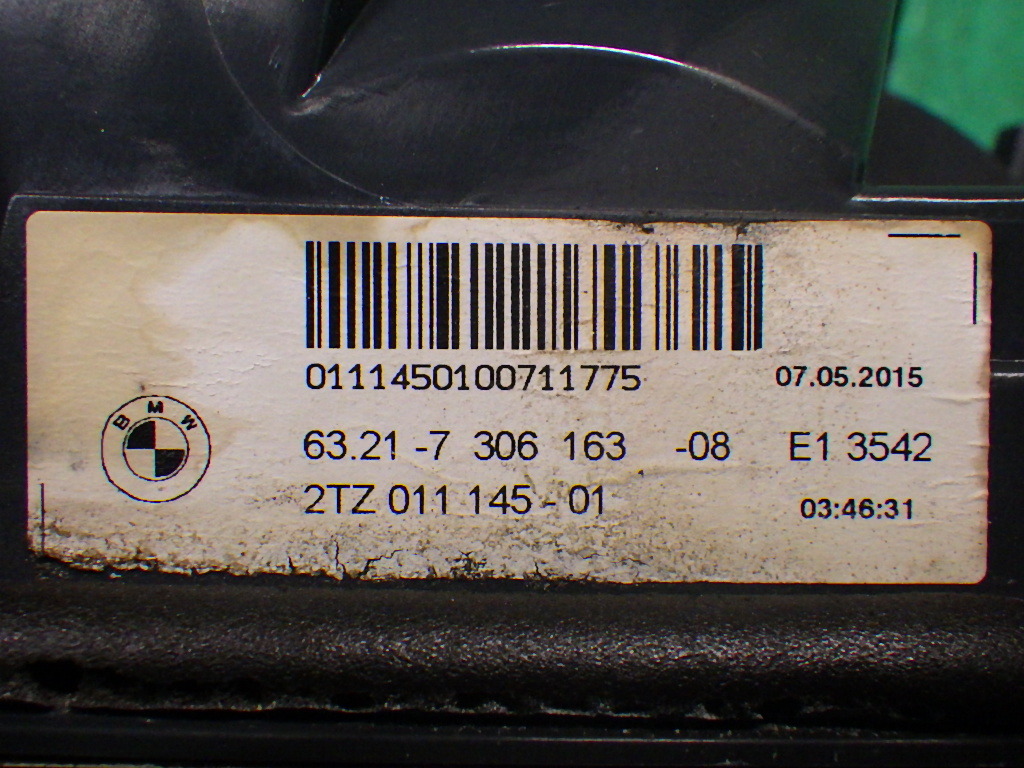 0111450100711775
07.05.2015
BMW
63.21 -7 306 163 -08 E1 3542
2TZ 011 145 - 01
03:46:31